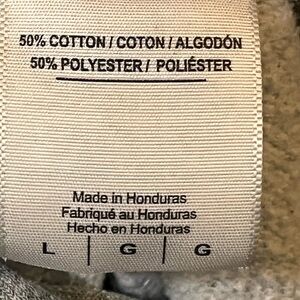 50% COTTON / COTON / ALGODÓN
50% POLYESTER / POLIÉSTER
Made in Honduras
Fabriqué au Honduras
Hecho en Honduras
L | G | G